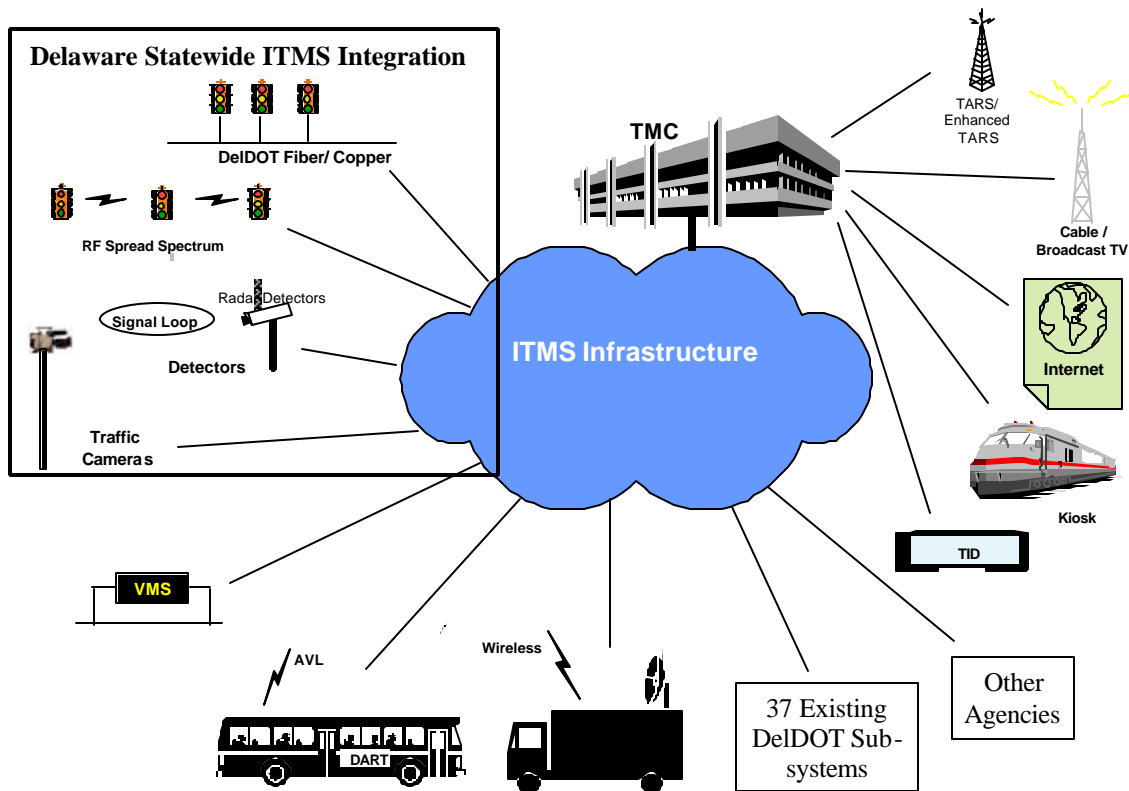 Delaware Statewide ITMS Integration
DelDOT Fiber/ Copper
RF Spread Spectrum
Radar Detectors
Signal Loop
Detectors
Traffic
Cameras
TMC
TARS/
Enhanced
TARS
Cable /
Broadcast TV
ITMS Infrastructure
Internet
Kiosk
TID
VMS
AVL
DART
Wireless
37 Existing
DelDOT Sub-
systems
Other
Agencies